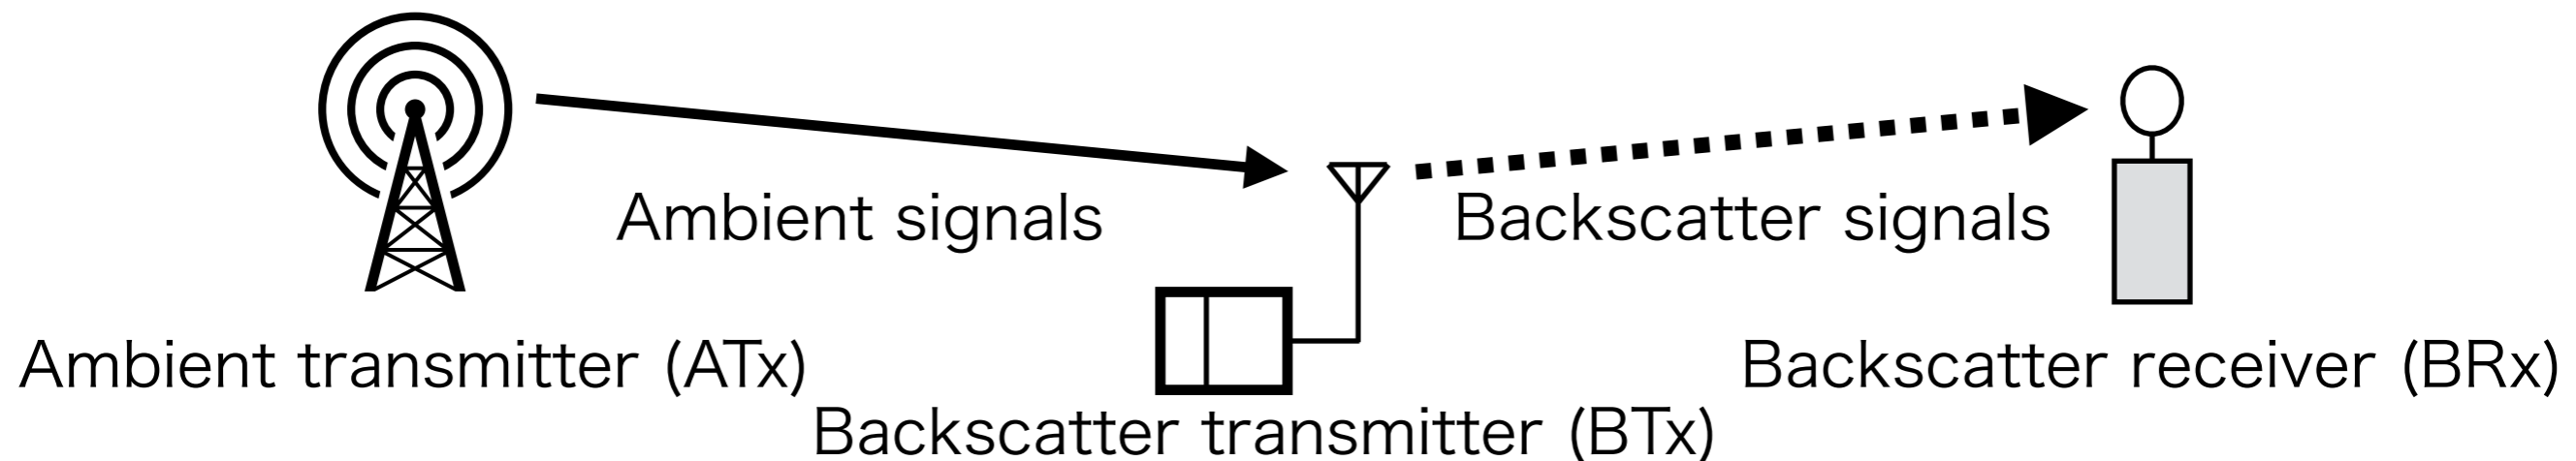 Ambient signals
Backscatter signals
Ambient transmitter (ATx)
Backscatter receiver (BRx)
Backscatter transmitter (BTx)